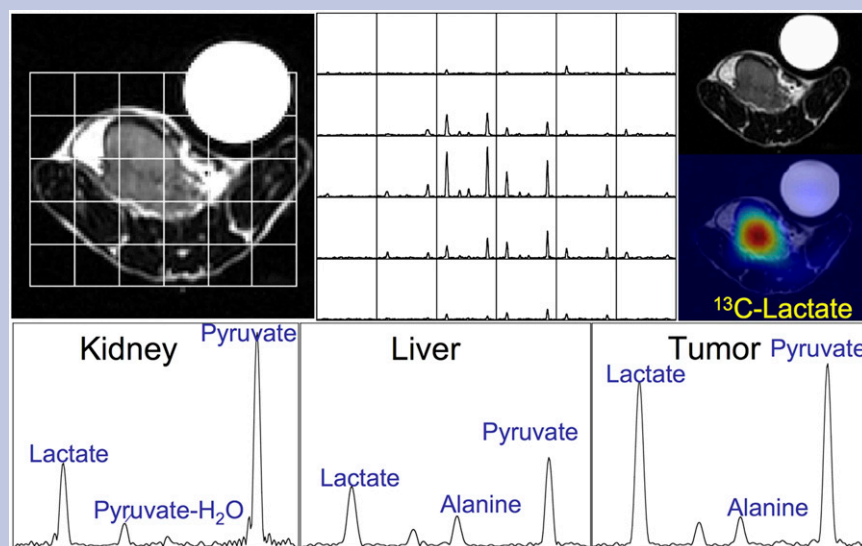 ¹³C-Lactate
Kidney
Pyruvate
Lactate
Pyruvate-H₂O
Liver
Pyruvate
Lactate
Alanine
Tumor
Pyruvate
Lactate
Alanine